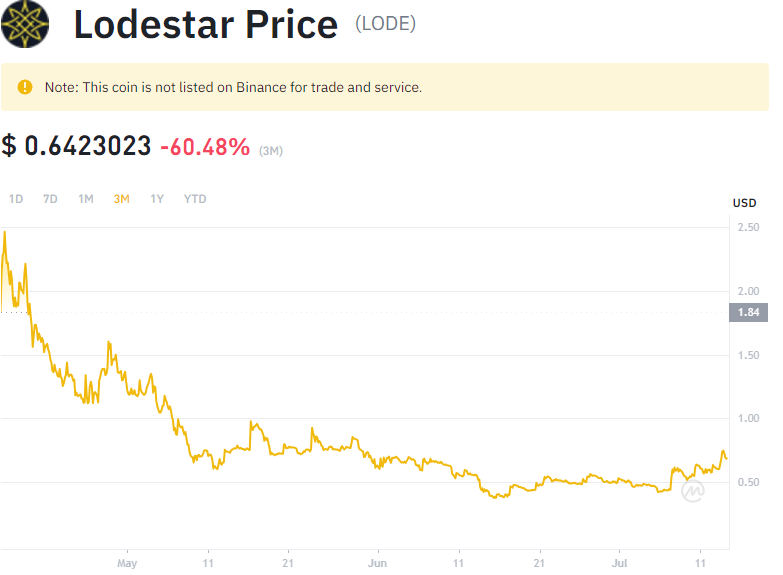 Lodestar Price (LODE)
Note: This coin is not listed on Binance for trade and service.
$ 0.6423023 -60.48% (3M)
1D 7D 1M 3M 1Y YTD
USD
2.50
2.00
1.84
1.50
1.00
0.50
May 11 21 Jun 11 21 Jul 11